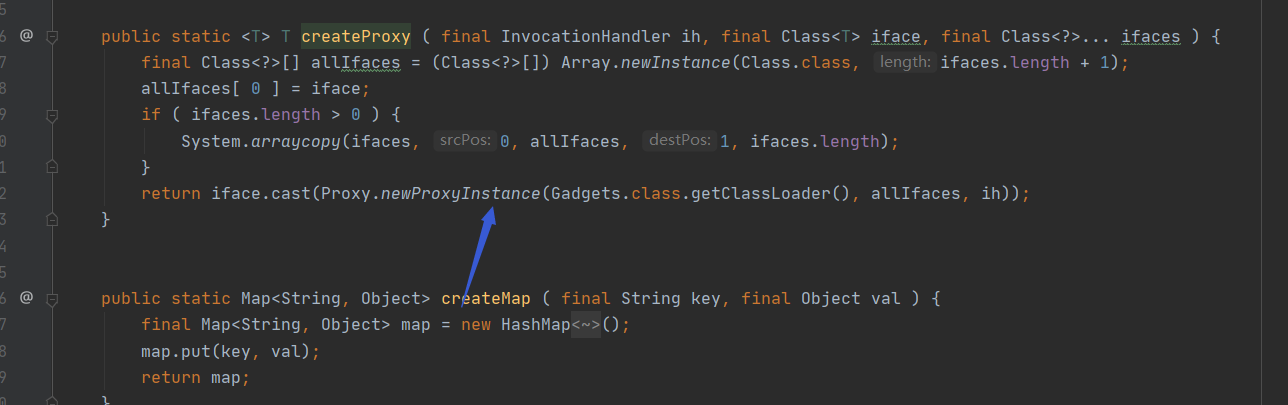 5
6 @ public static <T> T createProxy ( final InvocationHandler ih, final Class<T> iface, final Class<?>... ifaces ) {
7 final Class<?>[] allIfaces = (Class<?>[]) Array.newInstance(Class.class, length: ifaces.length + 1);
8 allIfaces[ 0 ] = iface;
9 if ( ifaces.length > 0 ) {
0 System.arraycopy(ifaces, srcPos: 0, allIfaces, destPos: 1, ifaces.length);
1 }
2 return iface.cast(Proxy.newProxyInstance(Gadgets.class.getClassLoader(), allIfaces, ih));
3 }
4
5
6 @ public static Map<String, Object> createMap ( final String key, final Object val ) {
7 final Map<String, Object> map = new HashMap<~>();
8 map.put(key, val);
9 return map;
0 }